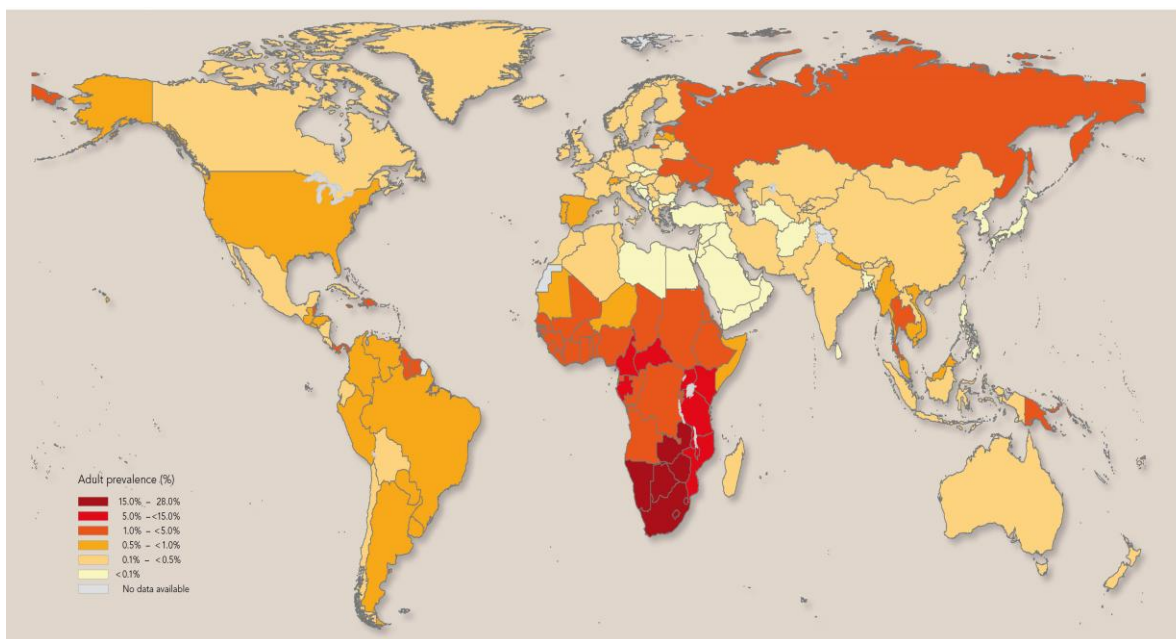 Adult prevalence (%)
15.0% – 28.0%
5.0% – <15.0%
1.0% – <5.0%
0.5% – <1.0%
0.1% – <0.5%
<0.1%
No data available